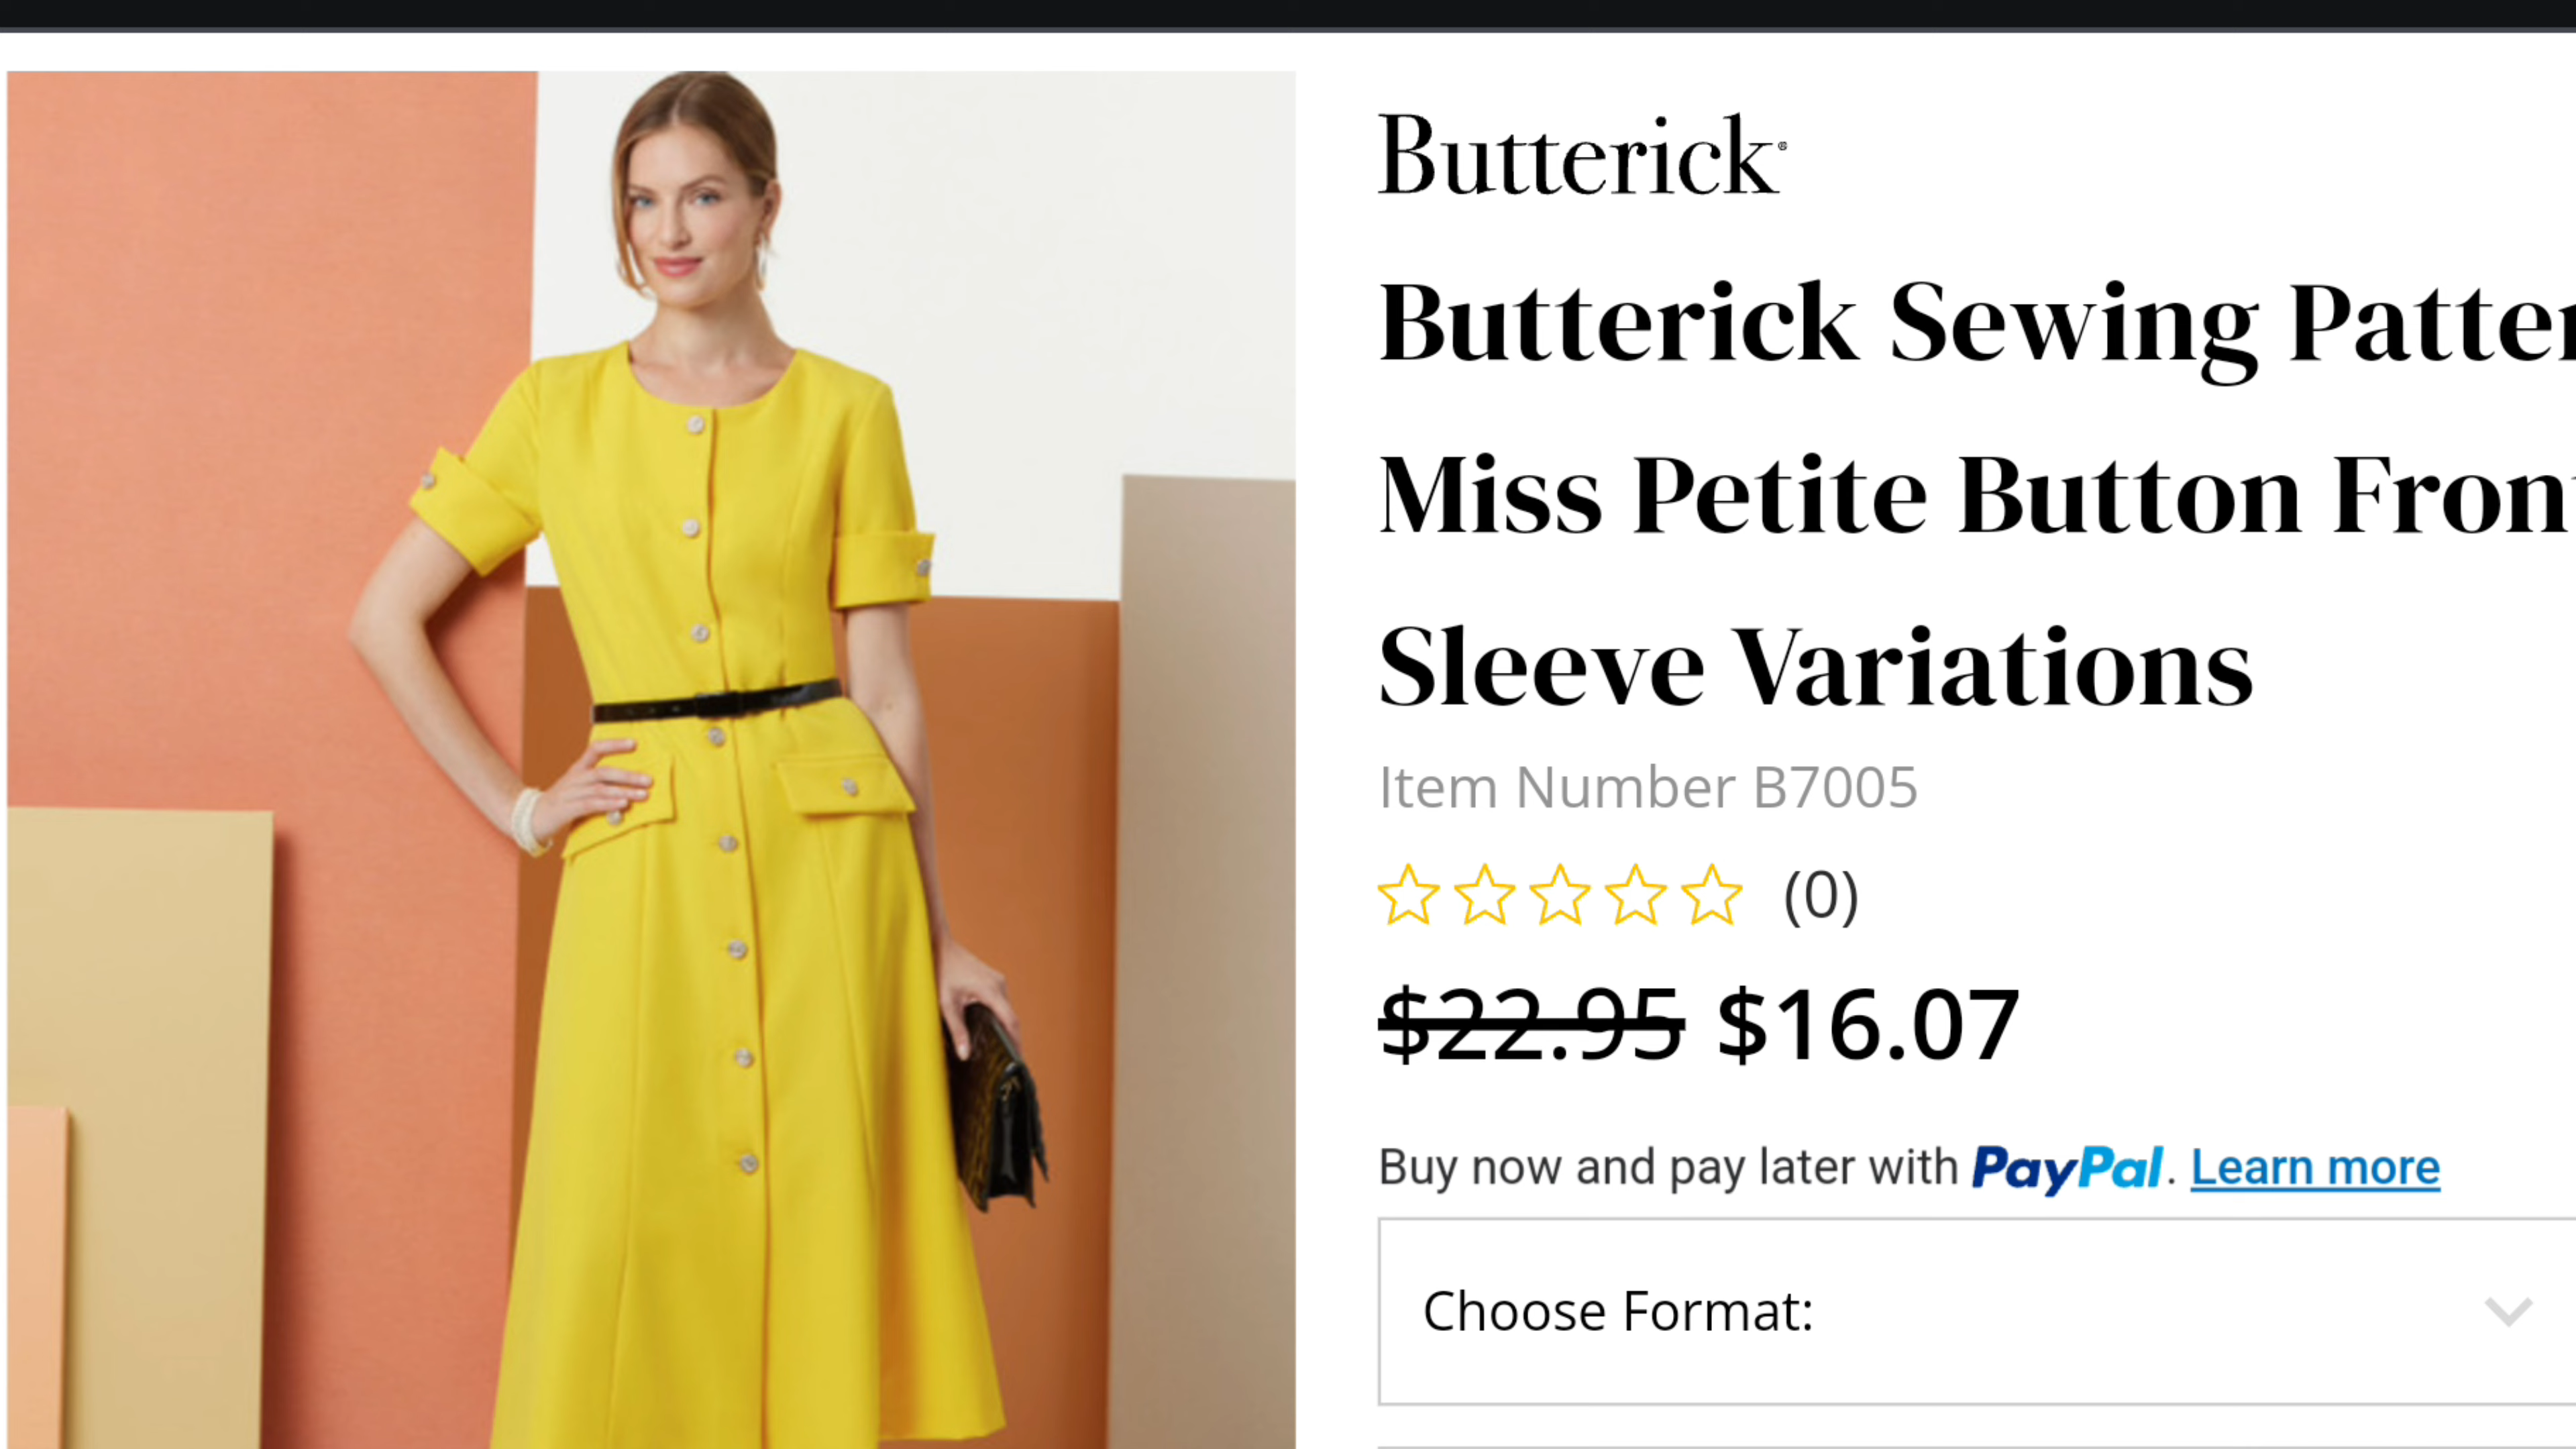 Butterick®
Butterick Sewing
Miss Petite Button
Sleeve Variations
Item Number B7005
(0)
$22.95 $16.07
Buy now and pay later with PayPal. Learn more
Choose Format: